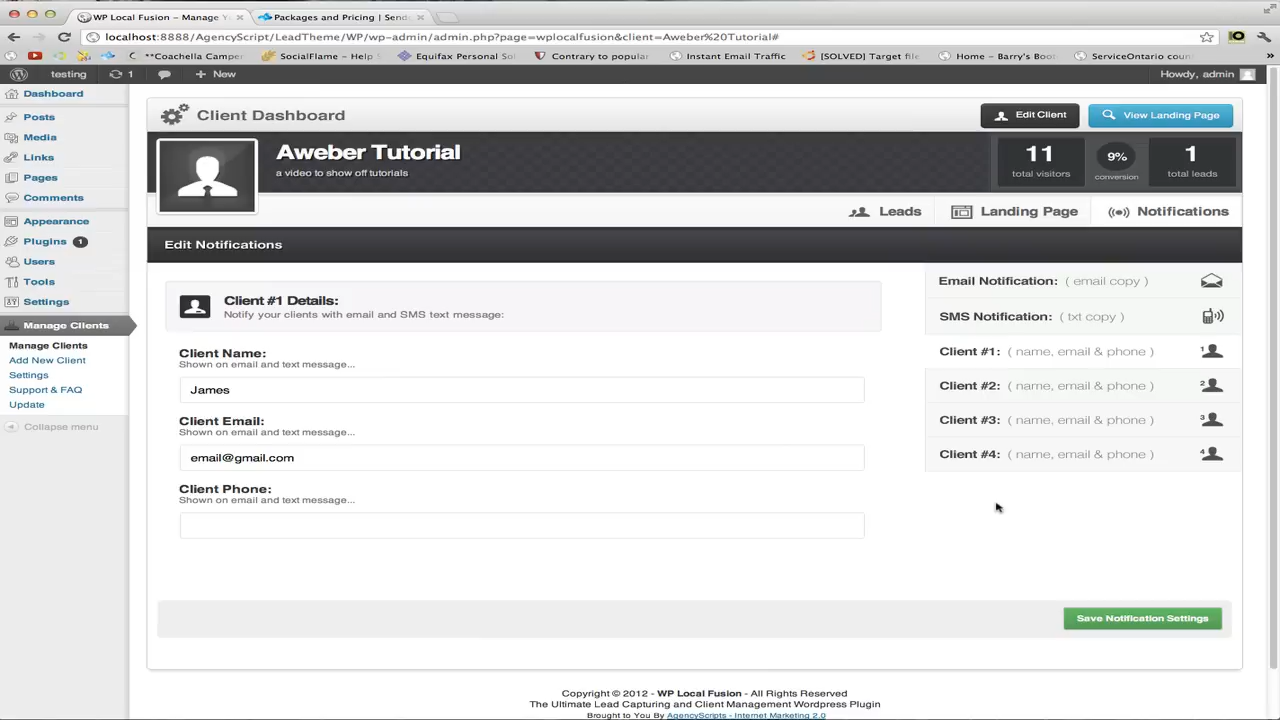 WP Local Fusion – Manage Y
Packages and Pricing | Send
localhost:8888/AgencyScript/LeadTheme/WP/wp-admin/admin.php?page=wplocalfusion&client=Aweber%20Tutorial#
**Coachella Camper
SocialFlame – Help
Equifax Personal So
Contrary to popular
Instant Email Traffic
[SOLVED] Target file
Home – Barry's Boot
ServiceOntario coun
testing
1
New
Howdy, admin
Dashboard
Posts
Media
Links
Pages
Comments
Appearance
Plugins 1
Users
Tools
Settings
Manage Clients
Manage Clients
Add New Client
Settings
Support & FAQ
Update
Collapse menu
Client Dashboard
Edit Client
View Landing Page
Aweber Tutorial
a video to show off tutorials
11
total visitors
9%
conversion
1
total leads
Leads
Landing Page
Notifications
Edit Notifications
Client #1 Details:
Notify your clients with email and SMS text message:
Client Name:
Shown on email and text message...
James
Client Email:
Shown on email and text message...
email@gmail.com
Client Phone:
Shown on email and text message...
Email Notification: ( email copy )
SMS Notification: ( txt copy )
Client #1: ( name, email & phone ) 1
Client #2: ( name, email & phone ) 2
Client #3: ( name, email & phone ) 3
Client #4: ( name, email & phone ) 4
Save Notification Settings
Copyright © 2012 - WP Local Fusion - All Rights Reserved
The Ultimate Lead Capturing and Client Management Wordpress Plugin
Brought to You By AgencyScripts - Internet Marketing 2.0